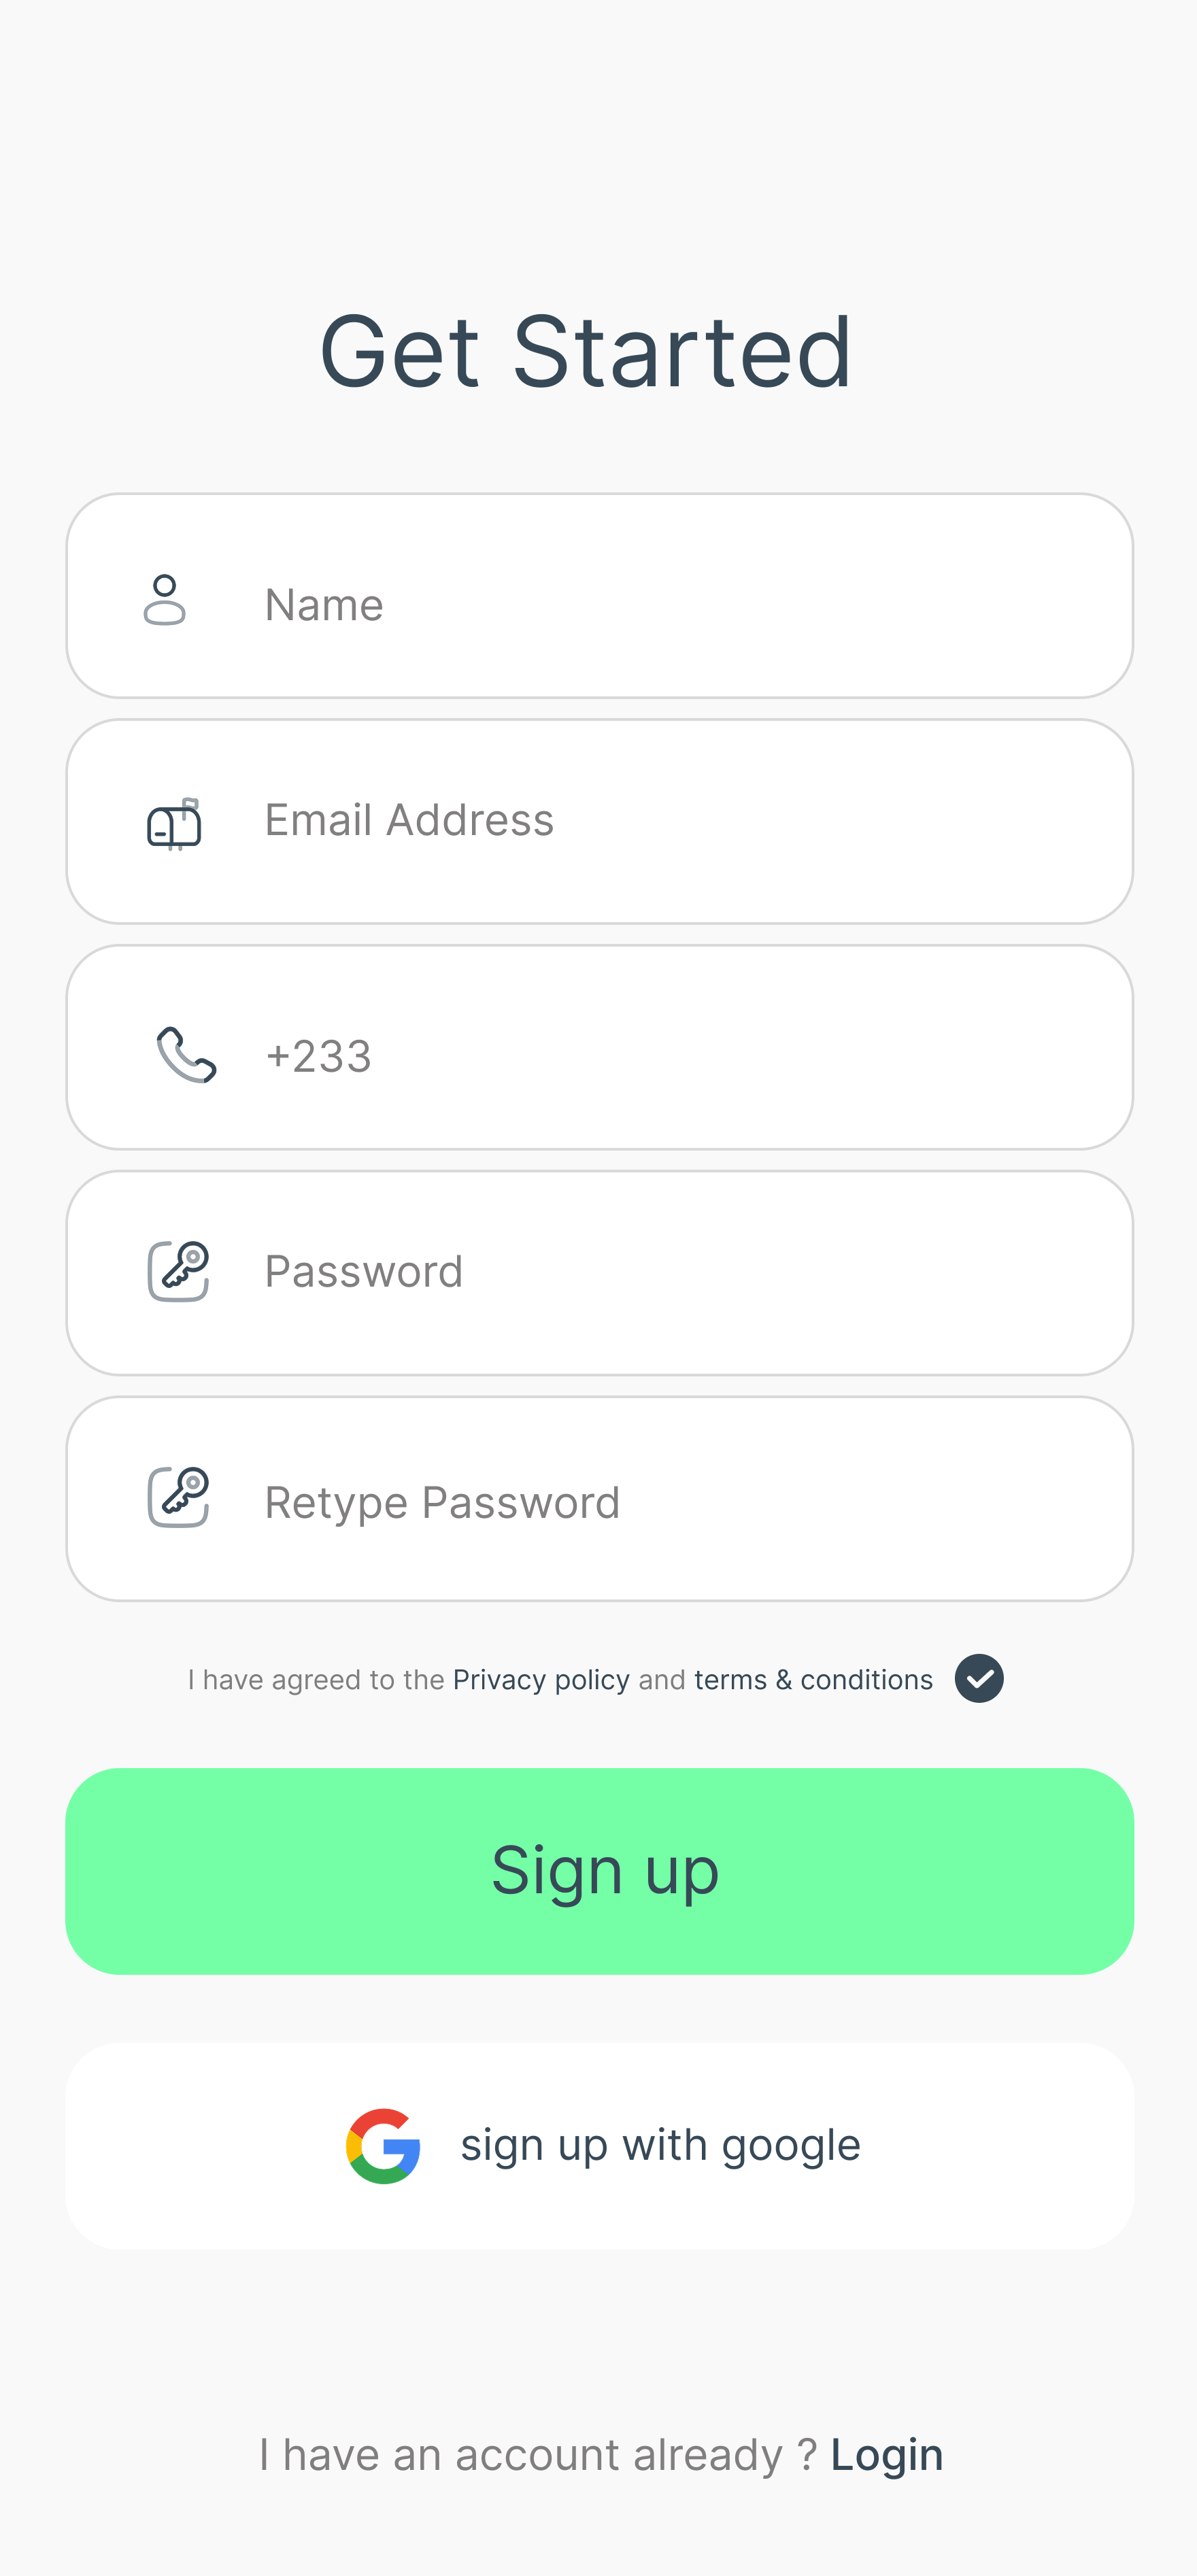 Get Started
Name
Email Address
+233
Password
Retype Password
I have agreed to the Privacy policy and terms & conditions
Sign up
sign up with google
I have an account already ? Login